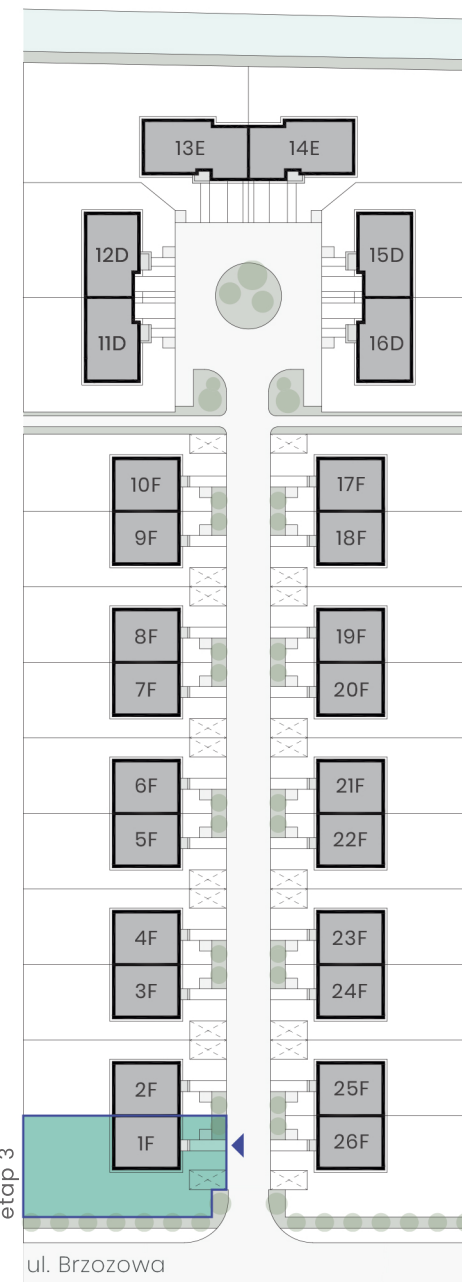 13E 14E
12D 15D
11D 16D
10F 17F
9F 18F
8F 19F
7F 20F
6F 21F
5F 22F
4F 23F
3F 24F
2F 25F
1F 26F
etap 3
ul. Brzozowa